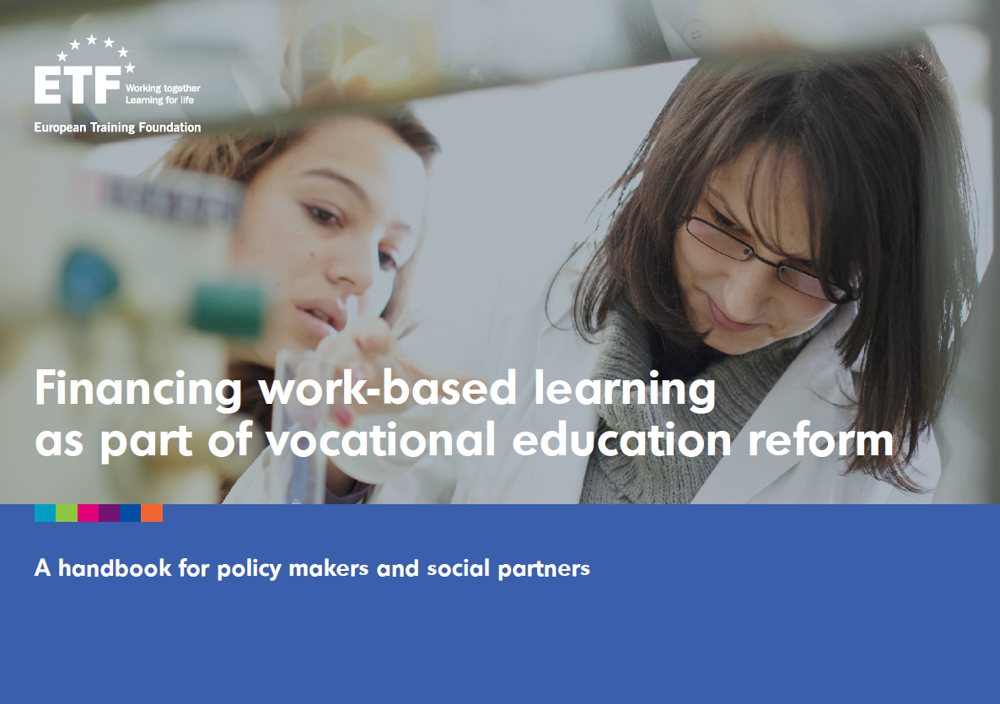 ETF
Working together
Learning for life
European Training Foundation
Financing work-based learning
as part of vocational education reform
A handbook for policy makers and social partners